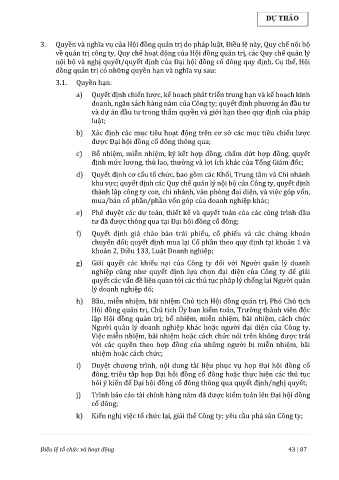 DỰ THẢO
3. Quyền và nghĩa vụ của Hội đồng quản trị do pháp luật, Điều lệ này, Quy chế nội bộ
về quản trị công ty, Quy chế hoạt động của Hội đồng quản trị, các Quy chế quản lý
nội bộ và nghị quyết/quyết định của Đại hội đồng cổ đông quy định. Cụ thể, Hội
đồng quản trị có những quyền hạn và nghĩa vụ sau:
3.1. Quyền hạn:
a) Quyết định chiến lược, kế hoạch phát triển trung hạn và kế hoạch kinh
doanh, ngân sách hàng năm của Công ty; quyết định phương án đầu tư
và dự án đầu tư trong thẩm quyền và giới hạn theo quy định của pháp
luật;
b) Xác định các mục tiêu hoạt động trên cơ sở các mục tiêu chiến lược
được Đại hội đồng cổ đông thông qua;
c) Bổ nhiệm, miễn nhiệm, ký kết hợp đồng, chấm dứt hợp đồng, quyết
định mức lương, thù lao, thưởng và lợi ích khác của Tổng Giám đốc;
d) Quyết định cơ cấu tổ chức, bao gồm các Khối, Trung tâm và Chi nhánh
khu vực; quyết định các Quy chế quản lý nội bộ của Công ty, quyết định
thành lập công ty con, chi nhánh, văn phòng đại diện, và việc góp vốn,
mua/bán cổ phần/phần vốn góp của doanh nghiệp khác;
e) Phê duyệt các dự toán, thiết kế và quyết toán của các công trình đầu
tư đã được thông qua tại Đại hội đồng cổ đông;
f) Quyết định giá chào bán trái phiếu, cổ phiếu và các chứng khoán
chuyển đổi; quyết định mua lại Cổ phần theo quy định tại khoản 1 và
khoản 2, Điều 133, Luật Doanh nghiệp;
g) Giải quyết các khiếu nại của Công ty đối với Người quản lý doanh
nghiệp cũng như quyết định lựa chọn đại diện của Công ty để giải
quyết các vấn đề liên quan tới các thủ tục pháp lý chống lại Người quản
lý doanh nghiệp đó;
h) Bầu, miễn nhiệm, bãi nhiệm Chủ tịch Hội đồng quản trị, Phó Chủ tịch
Hội đồng quản trị, Chủ tịch Ủy ban kiểm toán, Trưởng thành viên độc
lập Hội đồng quản trị; bổ nhiệm, miễn nhiệm, bãi nhiệm, cách chức
Người quản lý doanh nghiệp khác hoặc người đại diện của Công ty.
Việc miễn nhiệm, bãi nhiệm hoặc cách chức nói trên không được trái
với các quyền theo hợp đồng của những người bị miễn nhiệm, bãi
nhiệm hoặc cách chức;
i) Duyệt chương trình, nội dung tài liệu phục vụ họp Đại hội đồng cổ
đông, triệu tập họp Đại hội đồng cổ đông hoặc thực hiện các thủ tục
hỏi ý kiến để Đại hội đồng cổ đông thông qua quyết định/nghị quyết;
j) Trình báo cáo tài chính hàng năm đã được kiểm toán lên Đại hội đồng
cổ đông;
k) Kiến nghị việc tổ chức lại, giải thể Công ty; yêu cầu phá sản Công ty;
Điều lệ tổ chức và hoạt động 43 | 87